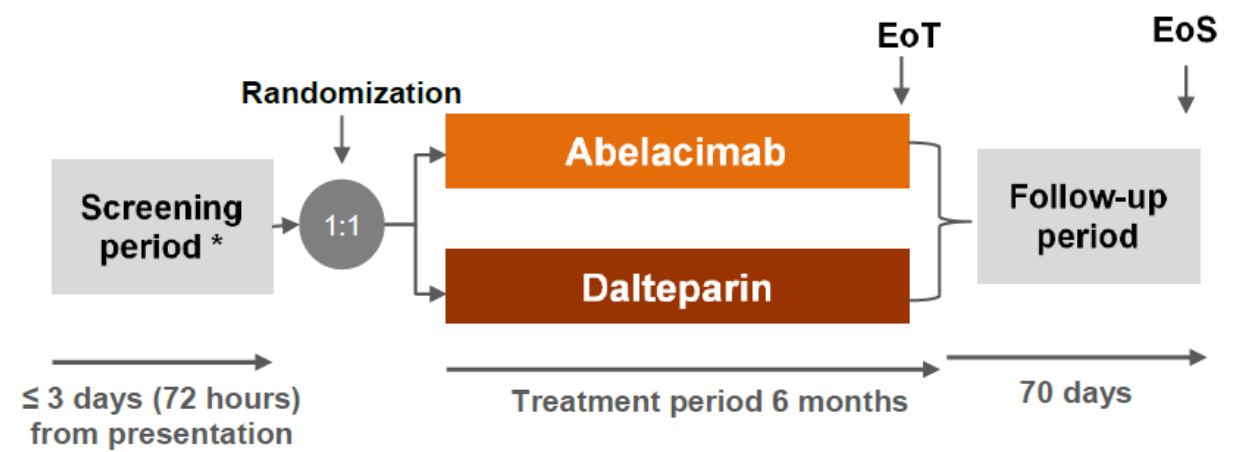 EoT
EoS
Randomization
Abelacimab
Screening
period *
1:1
Follow-up
period
Dalteparin
≤ 3 days (72 hours)
from presentation
Treatment period 6 months
70 days